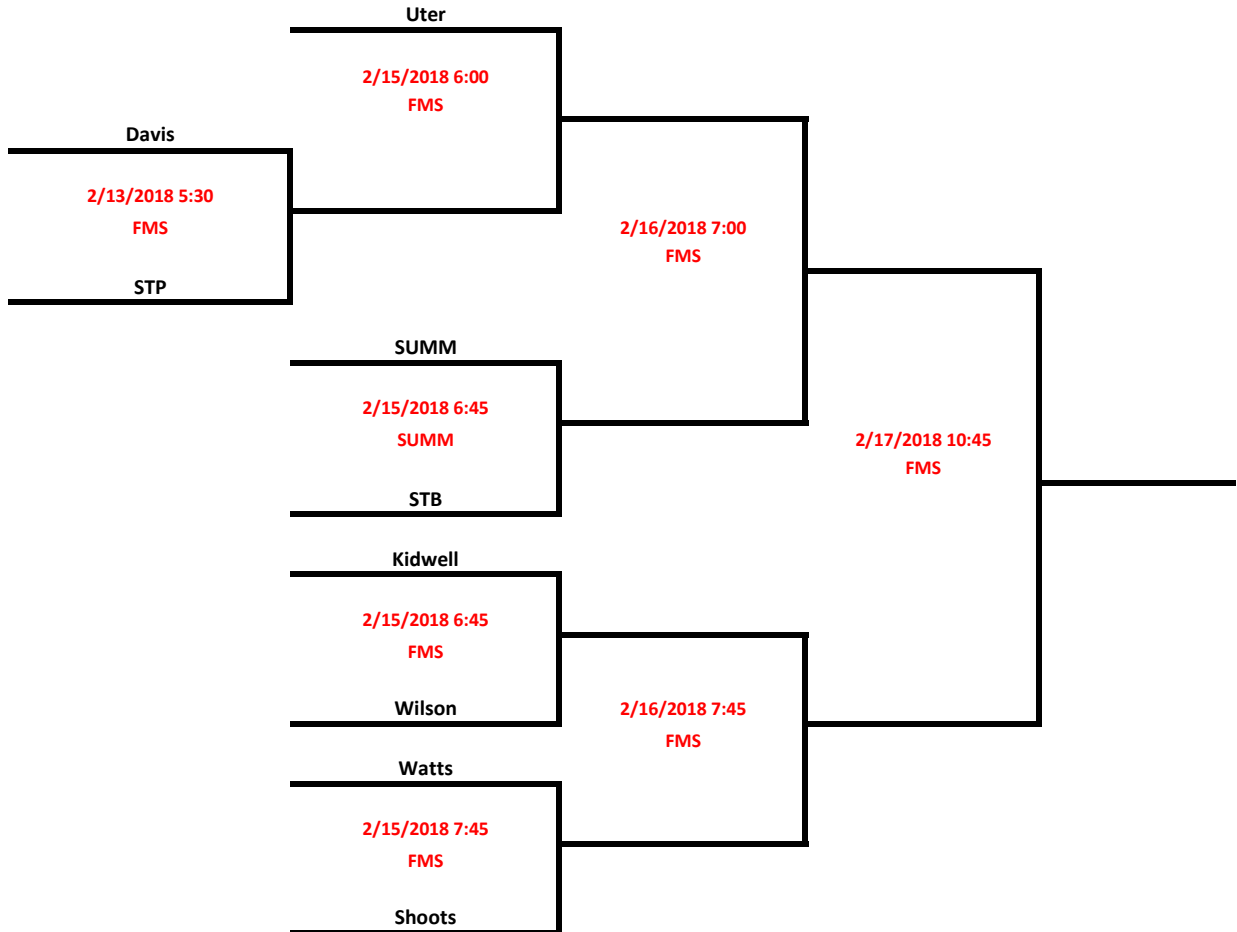 Uter
2/15/2018 6:00
FMS
Davis
2/13/2018 5:30
FMS
STP
2/16/2018 7:00
FMS
SUMM
2/15/2018 6:45
SUMM
STB
2/17/2018 10:45
FMS
Kidwell
2/15/2018 6:45
FMS
Wilson
2/16/2018 7:45
FMS
Watts
2/15/2018 7:45
FMS
Shoots